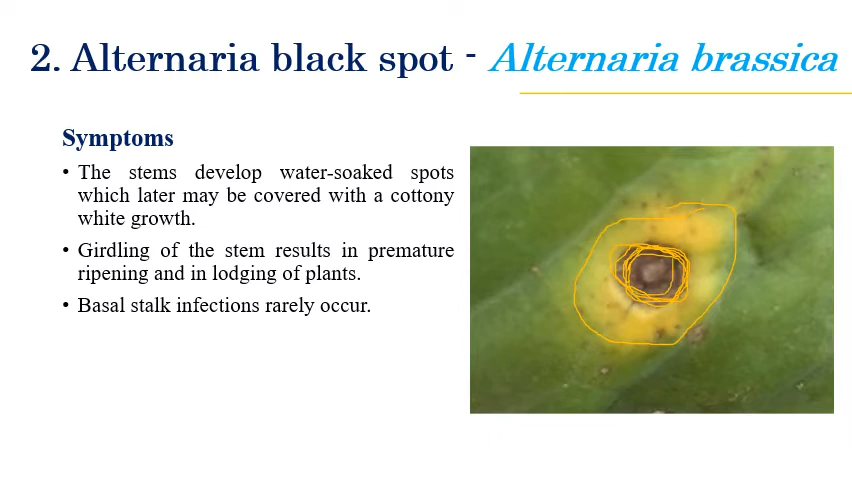 2. Alternaria black spot - Alternaria brassica
Symptoms
• The stems develop water-soaked spots
which later may be covered with a cottony
white growth.
• Girdling of the stem results in premature
ripening and in lodging of plants.
• Basal stalk infections rarely occur.